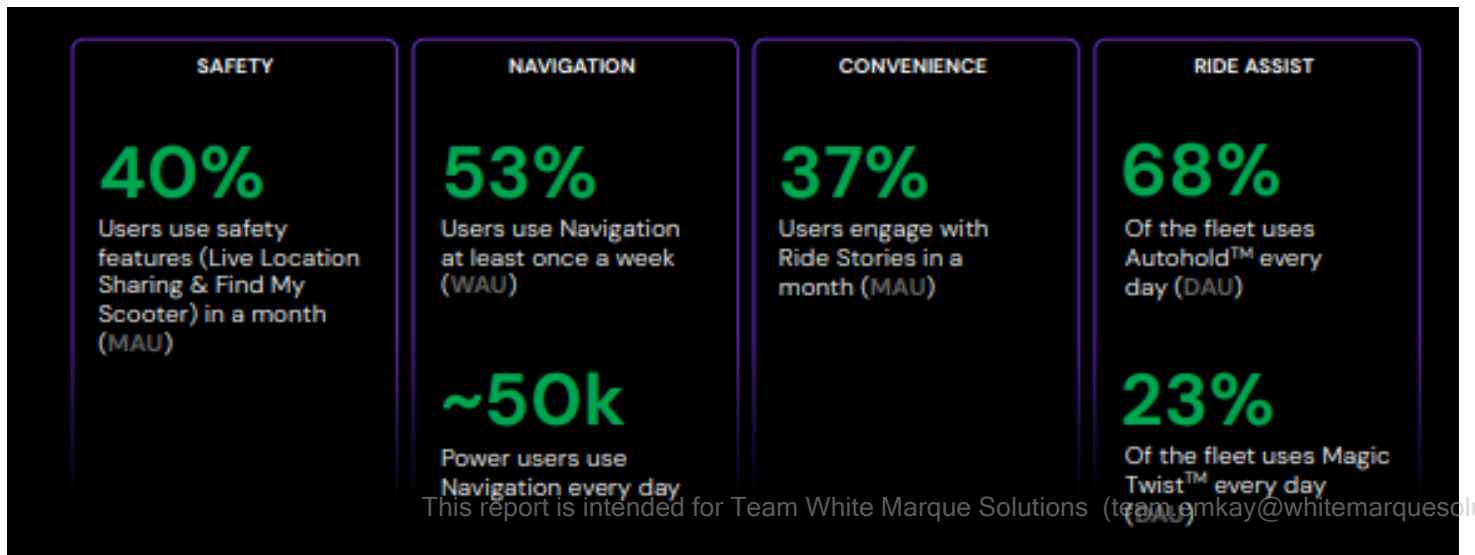 SAFETY
40%
Users use safety
features (Live Location
Sharing & Find My
Scooter) in a month
(MAU)
NAVIGATION
53%
Users use Navigation
at least once a week
(WAU)
~50k
Power users use
Navigation every day
CONVENIENCE
37%
Users engage with
Ride Stories in a
month (MAU)
RIDE ASSIST
68%
Of the fleet uses
Autohold™ every
day (DAU)
23%
Of the fleet uses Magic
Twist™ every day
(DAU)
This report is intended for Team White Marque Solutions (team.emkay@whitemarquesolu